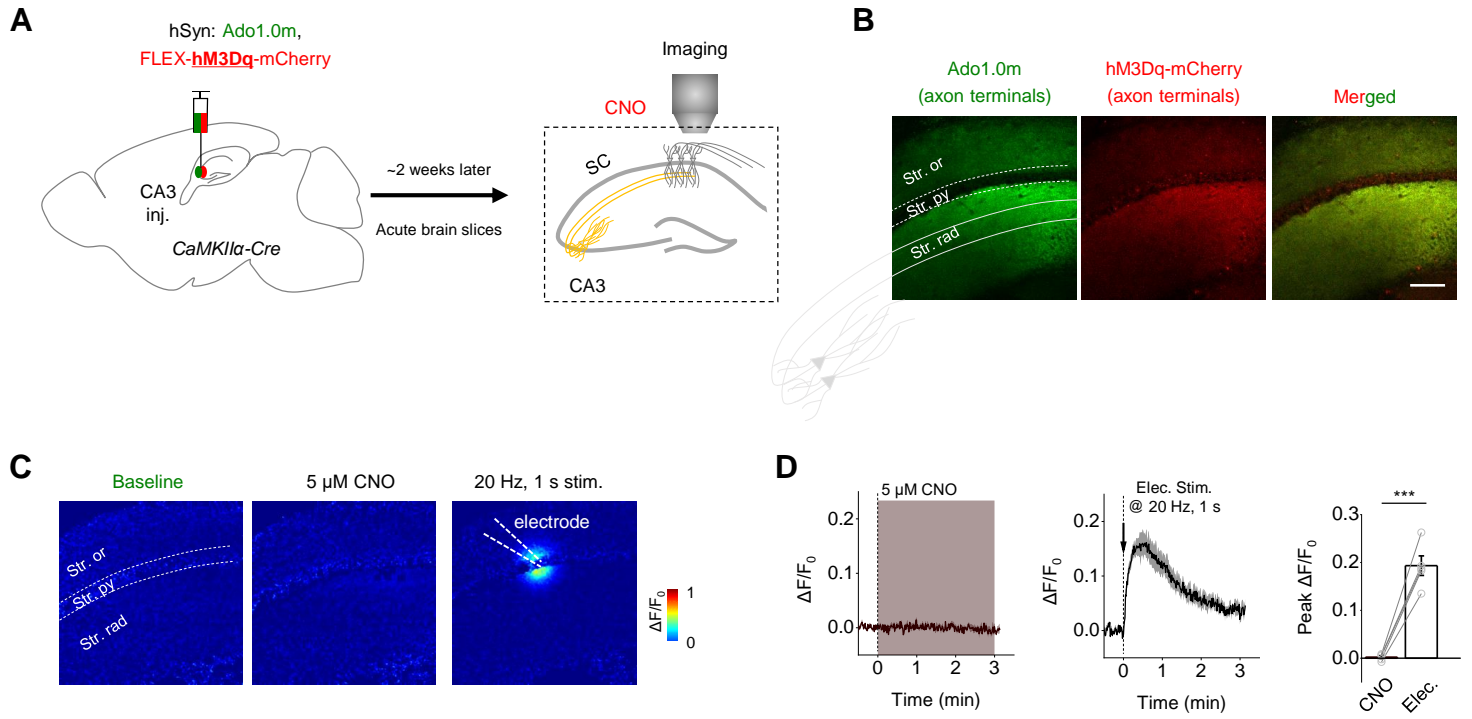 A
hSyn: Ado1.0m,
FLEX-hM3Dq-mCherry
CA3
inj.
CaMKIIα-Cre
~2 weeks later
Acute brain slices
Imaging
CNO
SC
CA3
B
Ado1.0m
(axon terminals)
hM3Dq-mCherry
(axon terminals)
Merged
Str. or
Str. py
Str. rad
C
Baseline
5 µM CNO
20 Hz, 1 s stim.
electrode
Str. or
Str. py
Str. rad
ΔF/F0
1
0
D
5 µM CNO
ΔF/F0
0.2
0.1
0.0
0 1 2 3
Time (min)
Elec. Stim.
@ 20 Hz, 1 s
ΔF/F0
0.2
0.1
0.0
0 1 2 3
Time (min)
***
Peak ΔF/F0
0.3
0.2
0.1
0.0
CNO
Elec.